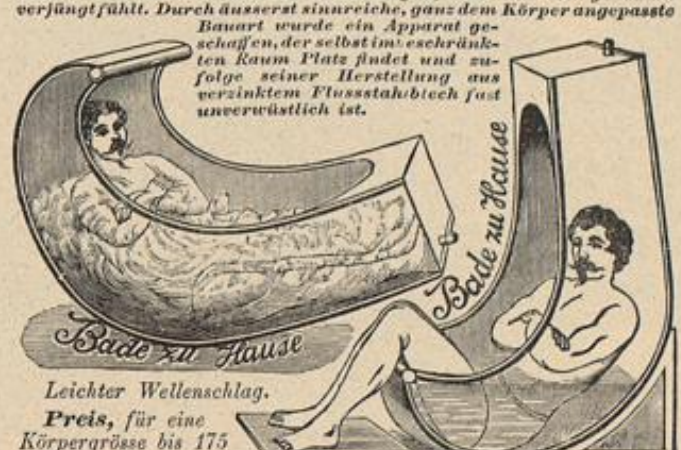 verjüngt fühlt. Durch äusserst sinnreiche, ganz dem Körper angepasste
Bauart wurde ein Apparat ge-
schaffen, der selbst im beschränk-
ten Raum Platz findet und zu-
folge seiner Herstellung aus
verzinktem Flussstahlblech fast
unverwüstlich ist.
Bade zu Hause
Bade zu Hause
Leichter Wellenschlag.
Preis, für eine
Körpergrösse bis 175